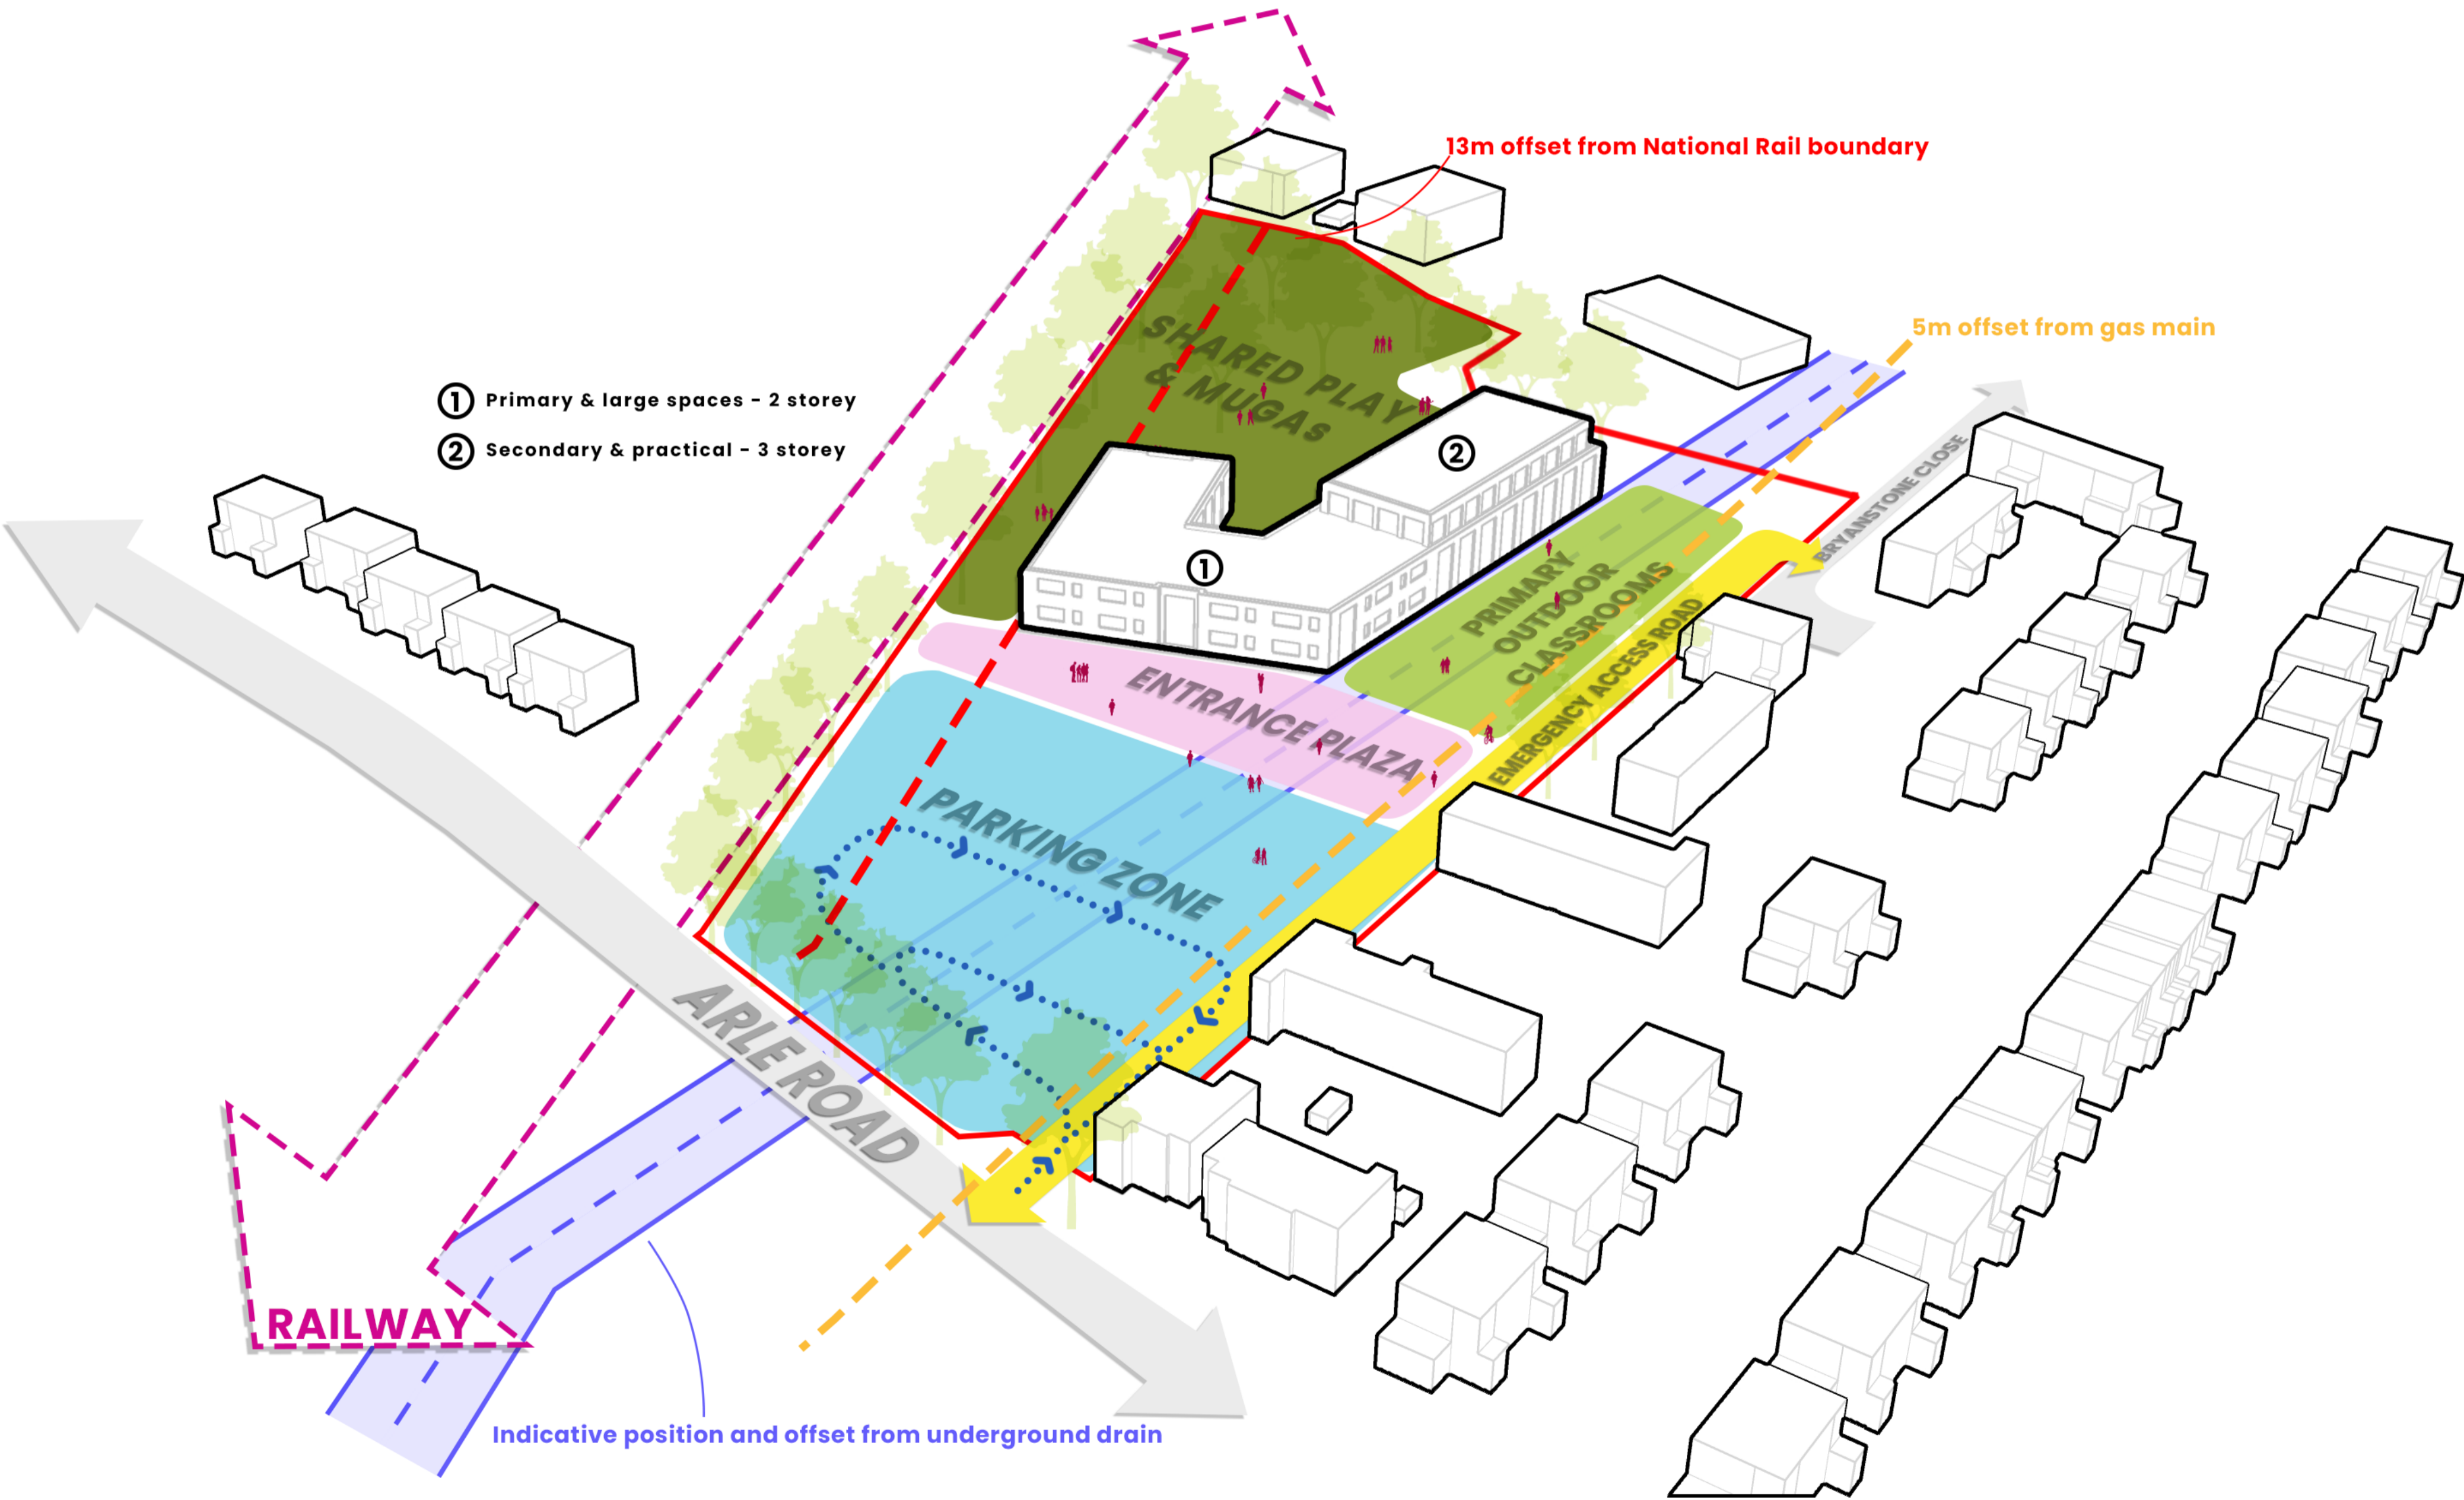 13m offset from National Rail boundary
5m offset from gas main
1 Primary & large spaces - 2 storey
2 Secondary & practical - 3 storey
SHARED PLAY
& MUGAS
2
1
BRYANSTONE CLOSE
PRIMARY
OUTDOOR
CLASSROOMS
EMERGENCY ACCESS ROAD
ENTRANCE PLAZA
PARKING ZONE
ARLE ROAD
RAILWAY
Indicative position and offset from underground drain